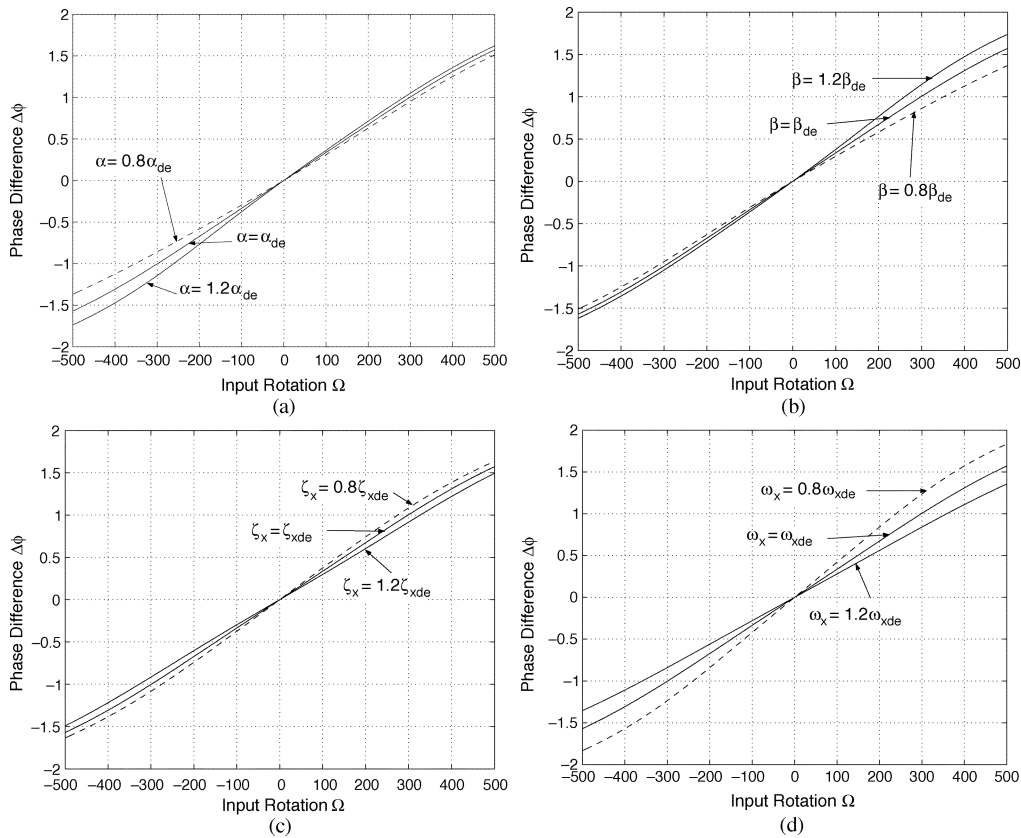 2
1.5
1
0.5
0
−0.5
−1
−1.5
−2
Phase Difference Δϕ
α= 0.8α_de
α= α_de
α= 1.2α_de
−500 −400 −300 −200 −100 0 100 200 300 400 500
Input Rotation Ω
(a)
2
1.5
1
0.5
0
−0.5
−1
−1.5
−2
Phase Difference Δϕ
β= 1.2β_de
β= β_de
β= 0.8β_de
−500 −400 −300 −200 −100 0 100 200 300 400 500
Input Rotation Ω
(b)
2
1.5
1
0.5
0
−0.5
−1
−1.5
−2
Phase Difference Δϕ
ζ_x = 0.8ζ_xde
ζ_x = ζ_xde
ζ_x = 1.2ζ_xde
−500 −400 −300 −200 −100 0 100 200 300 400 500
Input Rotation Ω
(c)
2
1.5
1
0.5
0
−0.5
−1
−1.5
−2
Phase Difference Δϕ
ω_x = 0.8ω_xde
ω_x = ω_xde
ω_x = 1.2ω_xde
−500 −400 −300 −200 −100 0 100 200 300 400 500
Input Rotation Ω
(d)